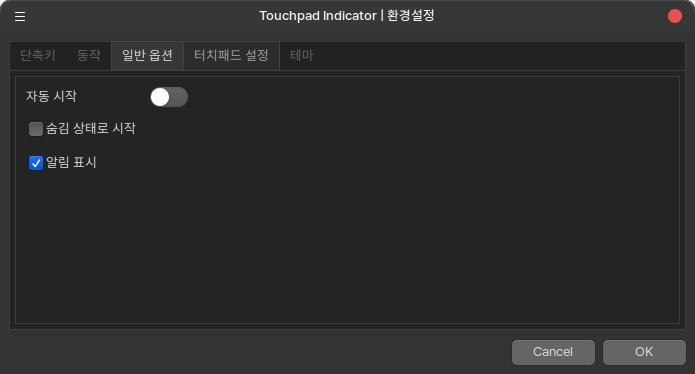 Touchpad Indicator | 환경설정
단축키 동작 일반 옵션 터치패드 설정 테마
자동 시작
숨김 상태로 시작
알림 표시
Cancel OK